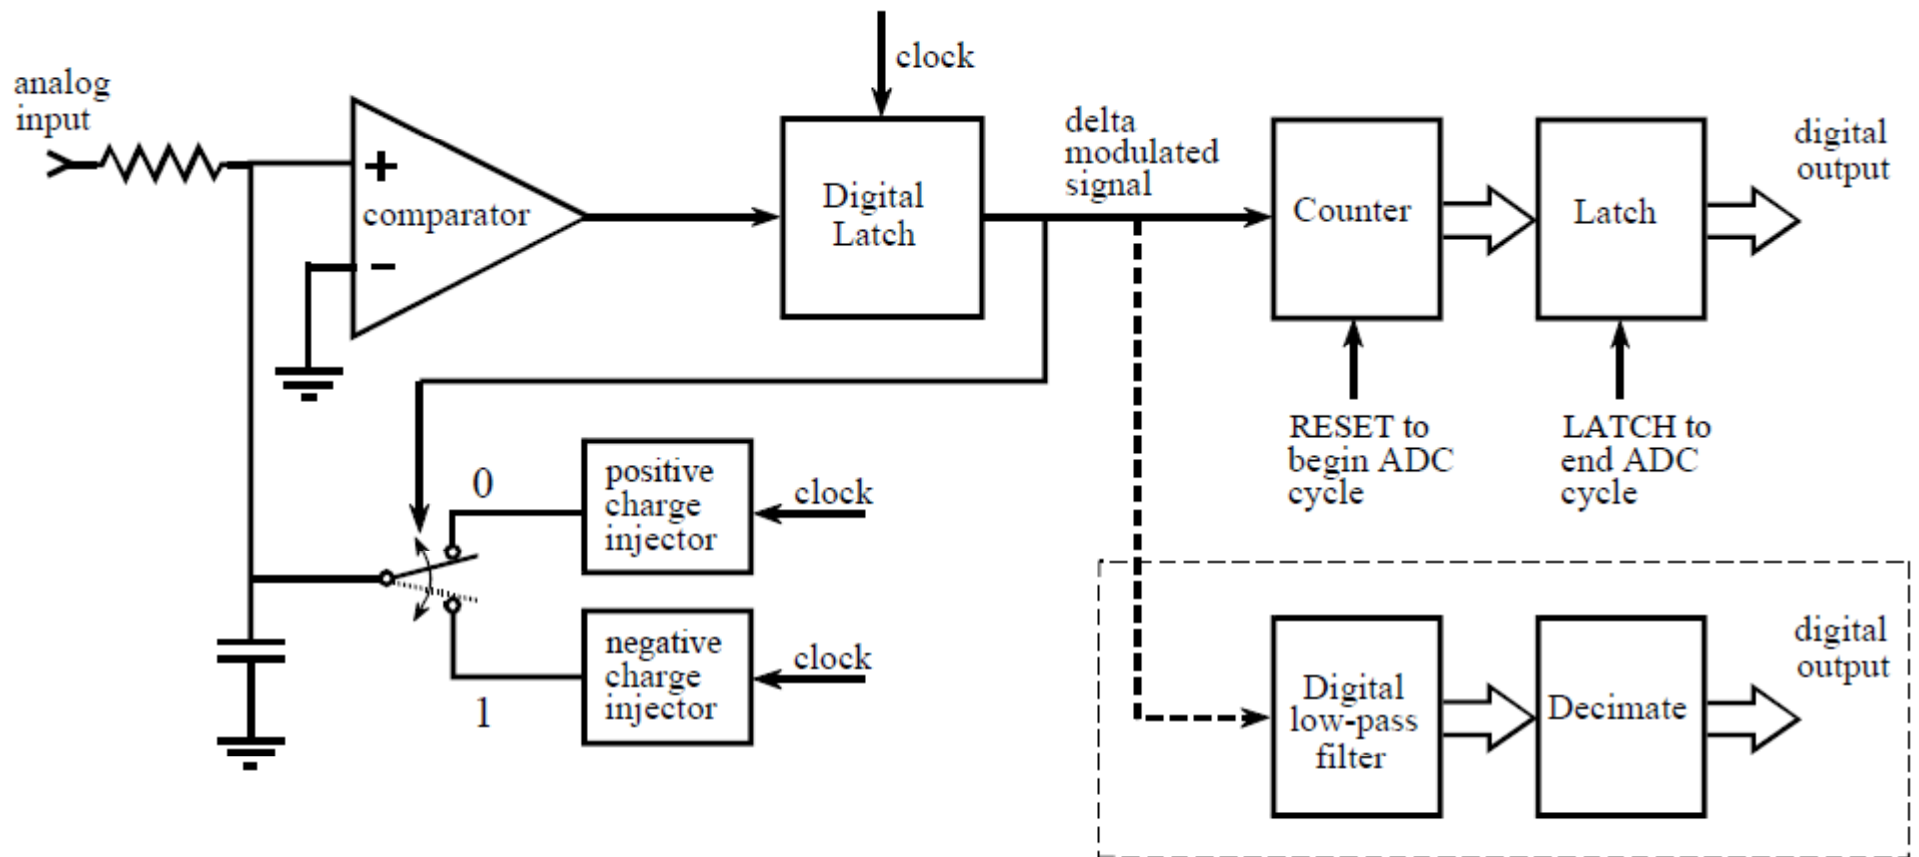 clock
analog
input
+
comparator
−
Digital
Latch
delta
modulated
signal
Counter
Latch
digital
output
RESET to
begin ADC
cycle
LATCH to
end ADC
cycle
0
positive
charge
injector
clock
negative
charge
injector
clock
1
Digital
low-pass
filter
Decimate
digital
output